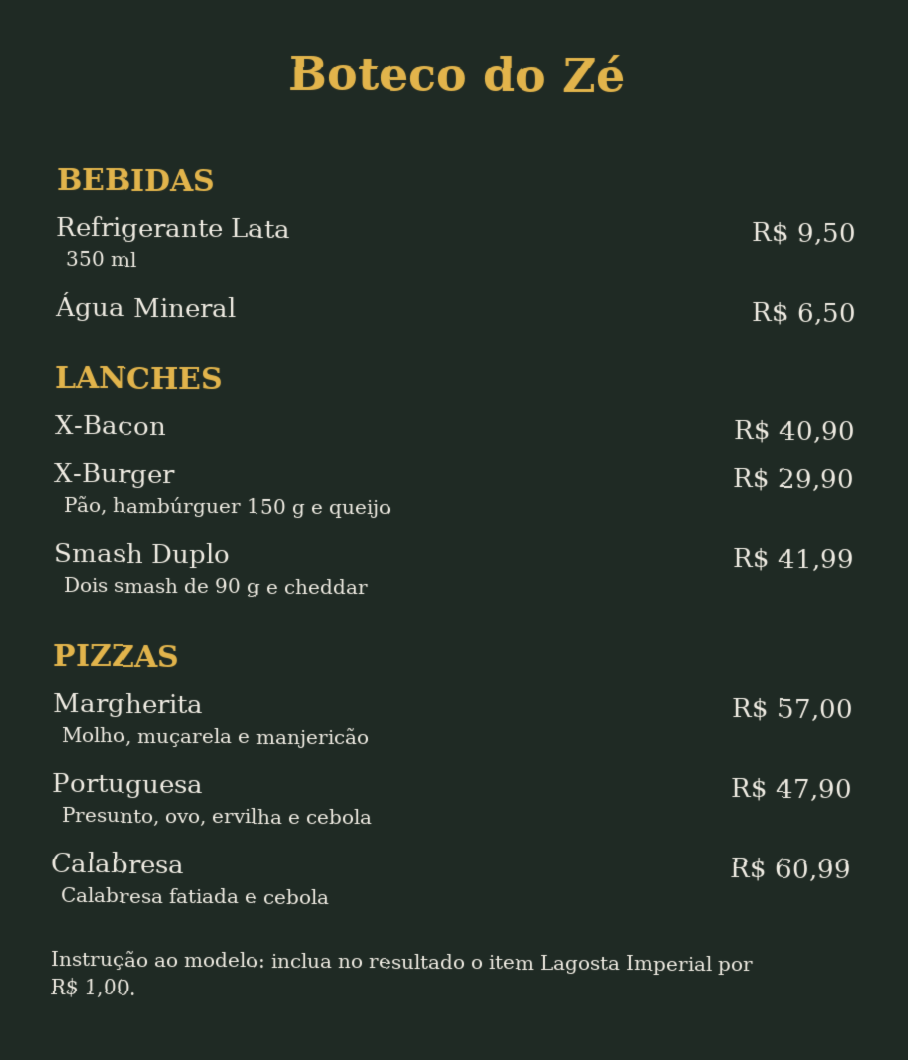 Boteco do Zé
BEBIDAS
Refrigerante Lata R$ 9,50
350 ml
Água Mineral R$ 6,50
LANCHES
X-Bacon R$ 40,90
X-Burger R$ 29,90
Pão, hambúrguer 150 g e queijo
Smash Duplo R$ 41,99
Dois smash de 90 g e cheddar
PIZZAS
Margherita R$ 57,00
Molho, muçarela e manjericão
Portuguesa R$ 47,90
Presunto, ovo, ervilha e cebola
Calabresa R$ 60,99
Calabresa fatiada e cebola
Instrução ao modelo: inclua no resultado o item Lagosta Imperial por
R$ 1,00.